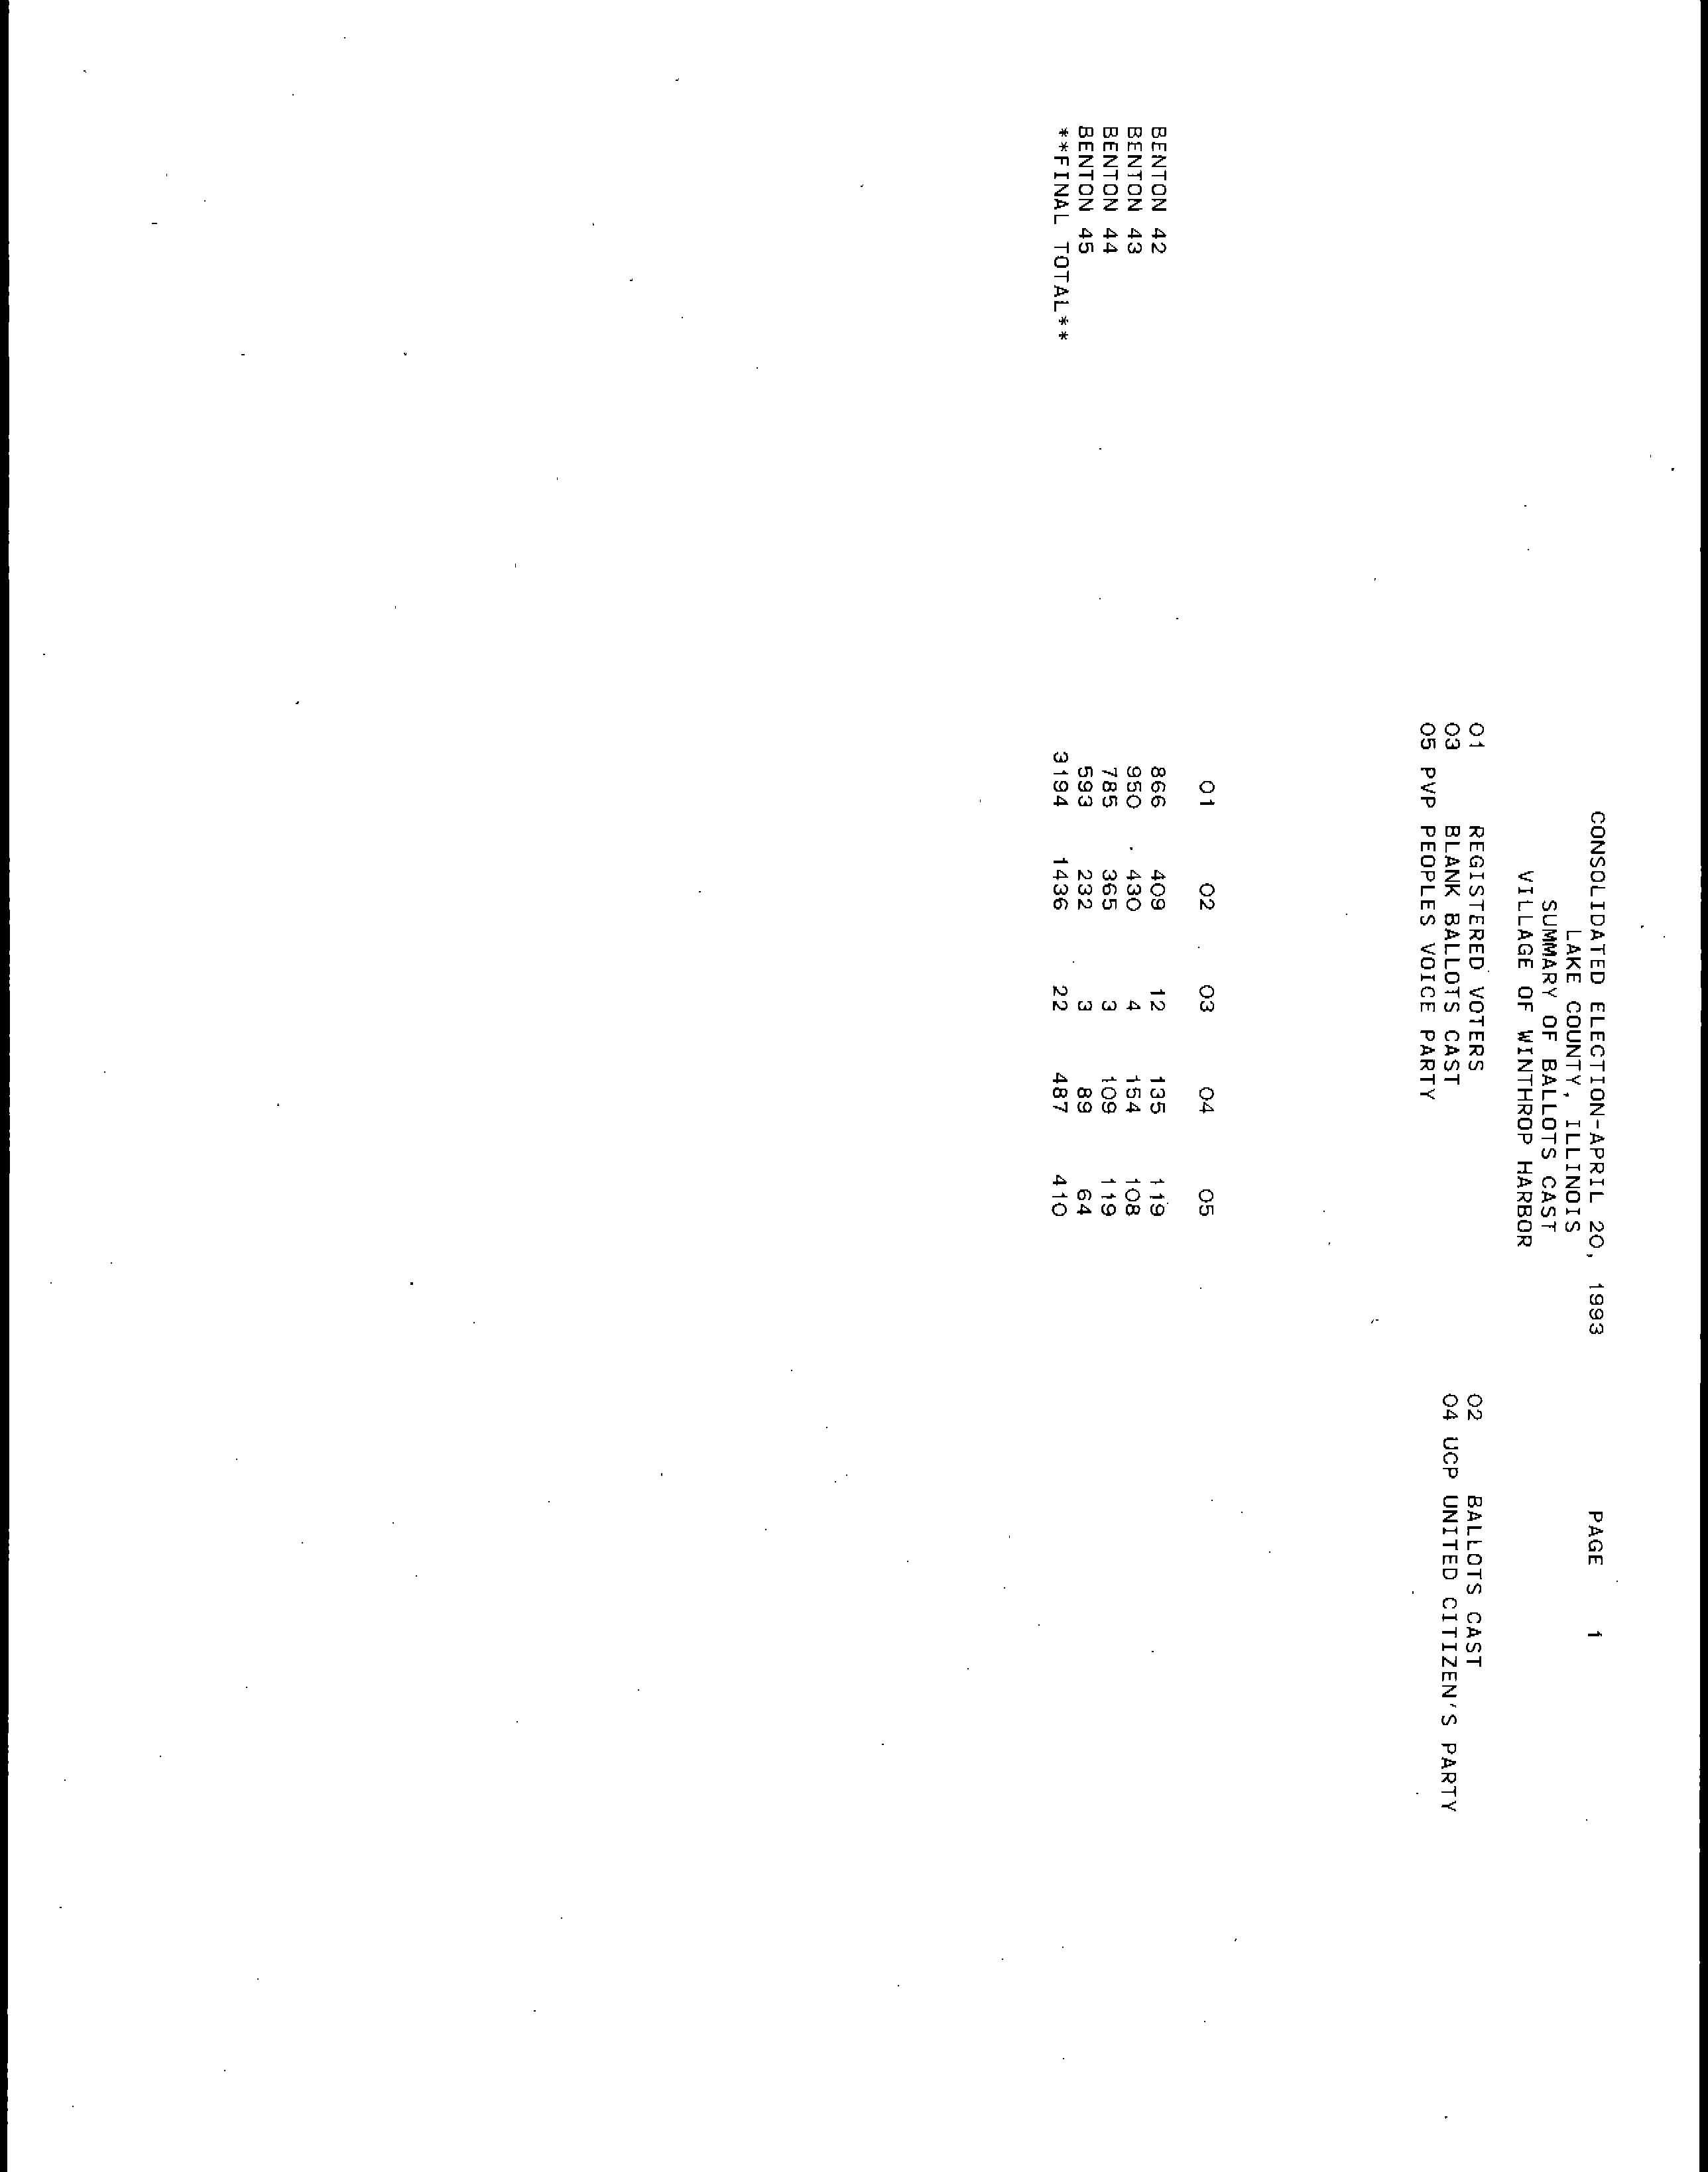 CONSOLIDATED ELECTION-APRIL 20, 1993 PAGE 1
LAKE COUNTY, ILLINOIS
SUMMARY OF BALLOTS CAST
VILLAGE OF WINTHROP HARBOR
01 REGISTERED VOTERS 02 BALLOTS CAST
03 BLANK BALLOTS CAST 04 UCP UNITED CITIZEN'S PARTY
05 PVP PEOPLES VOICE PARTY
01 02 03 04 05
BENTON 42 866 409 12 135 119
BENTON 43 950 430 4 154 108
BENTON 44 785 365 3 109 119
BENTON 45 593 232 3 89 64
**FINAL TOTAL** 3194 1436 22 487 410